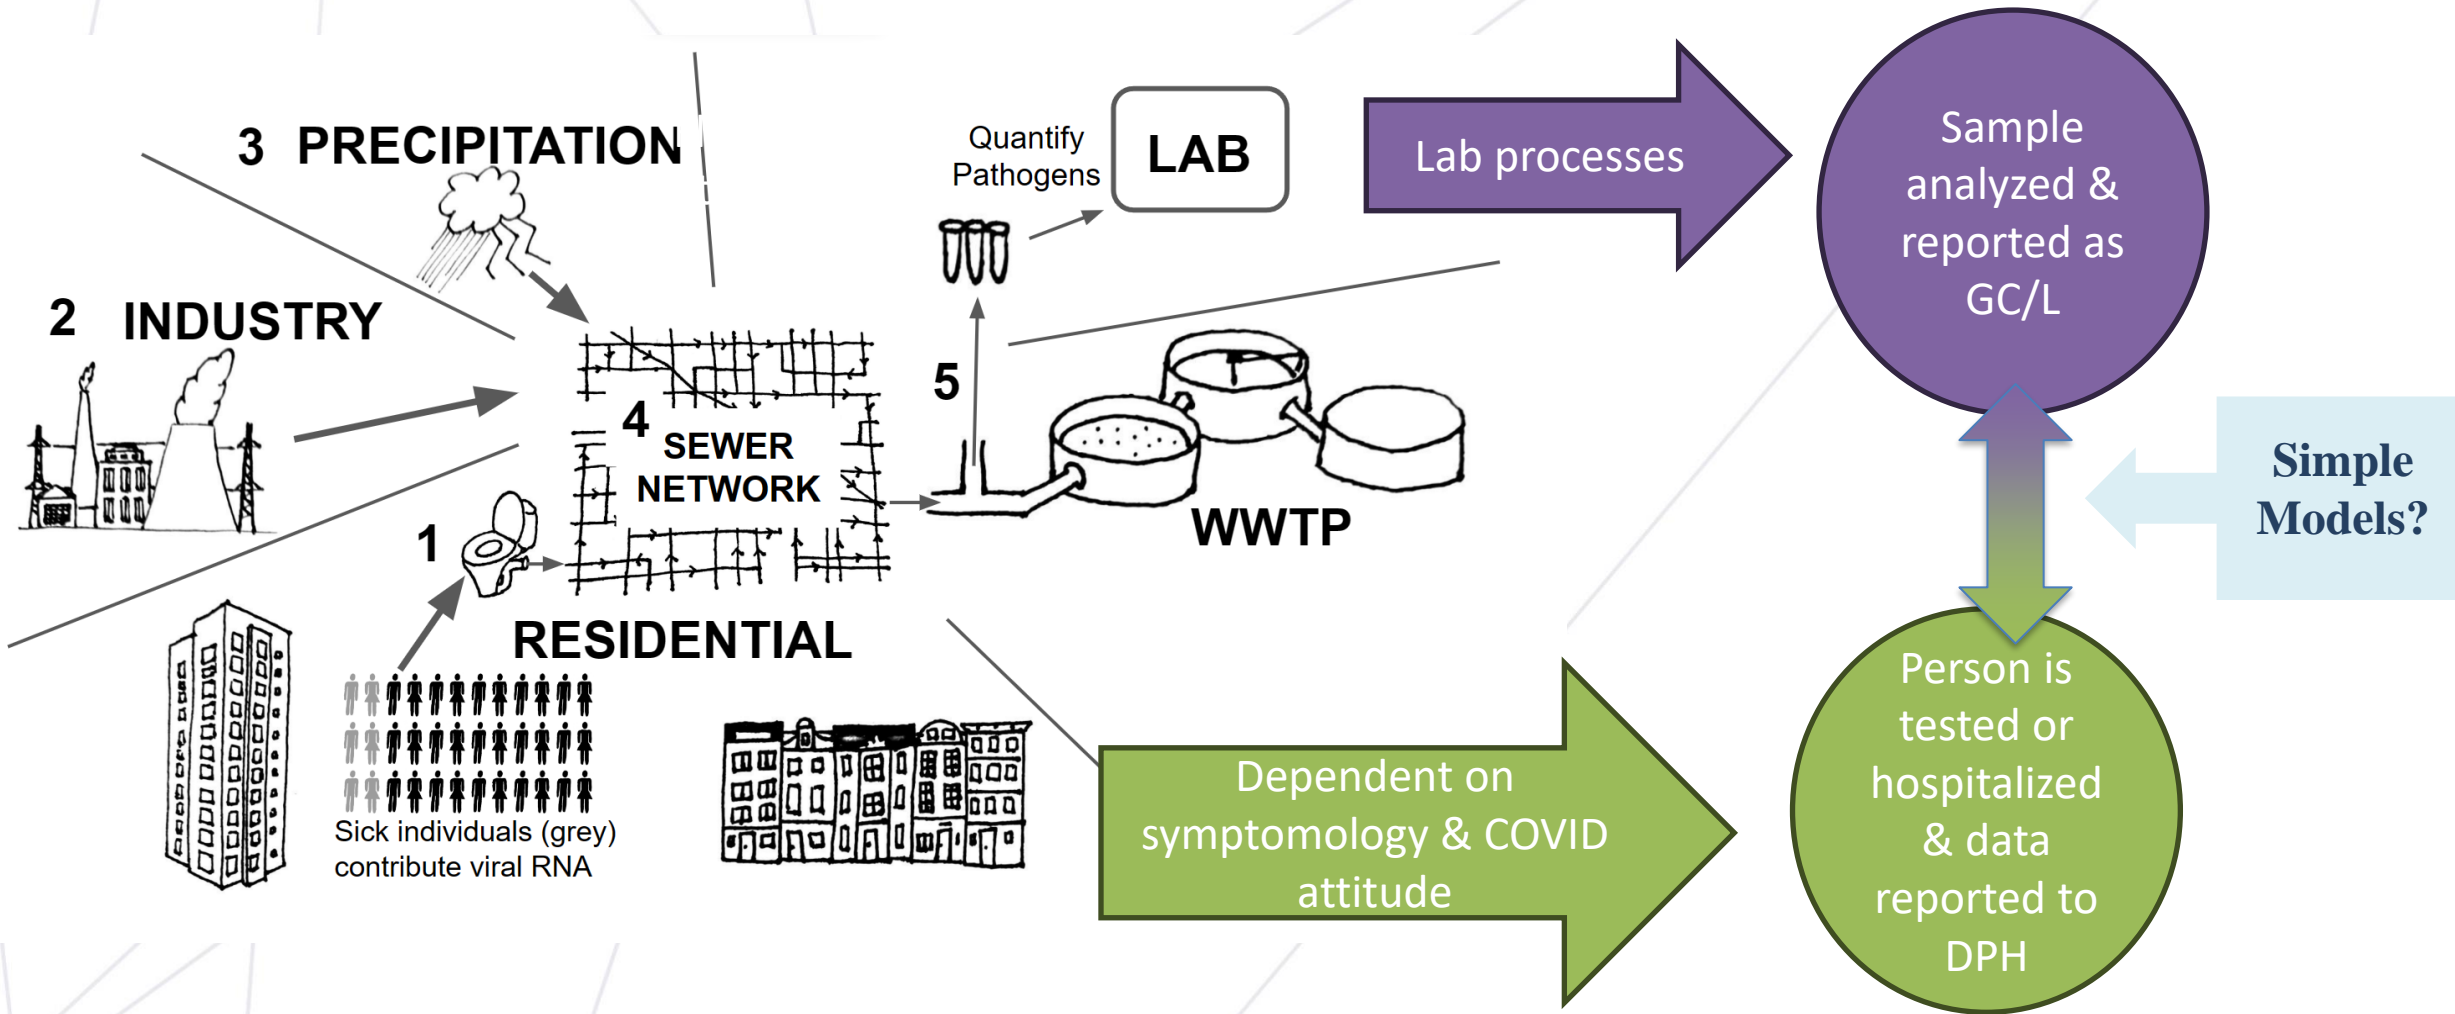 3 PRECIPITATION
Quantify
Pathogens
LAB
Lab processes
Sample
analyzed &
reported as
GC/L
2 INDUSTRY
5
4
SEWER
NETWORK
WWTP
Simple
Models?
1
RESIDENTIAL
Sick individuals (grey)
contribute viral RNA
Dependent on
symptomology & COVID
attitude
Person is
tested or
hospitalized
& data
reported to
DPH